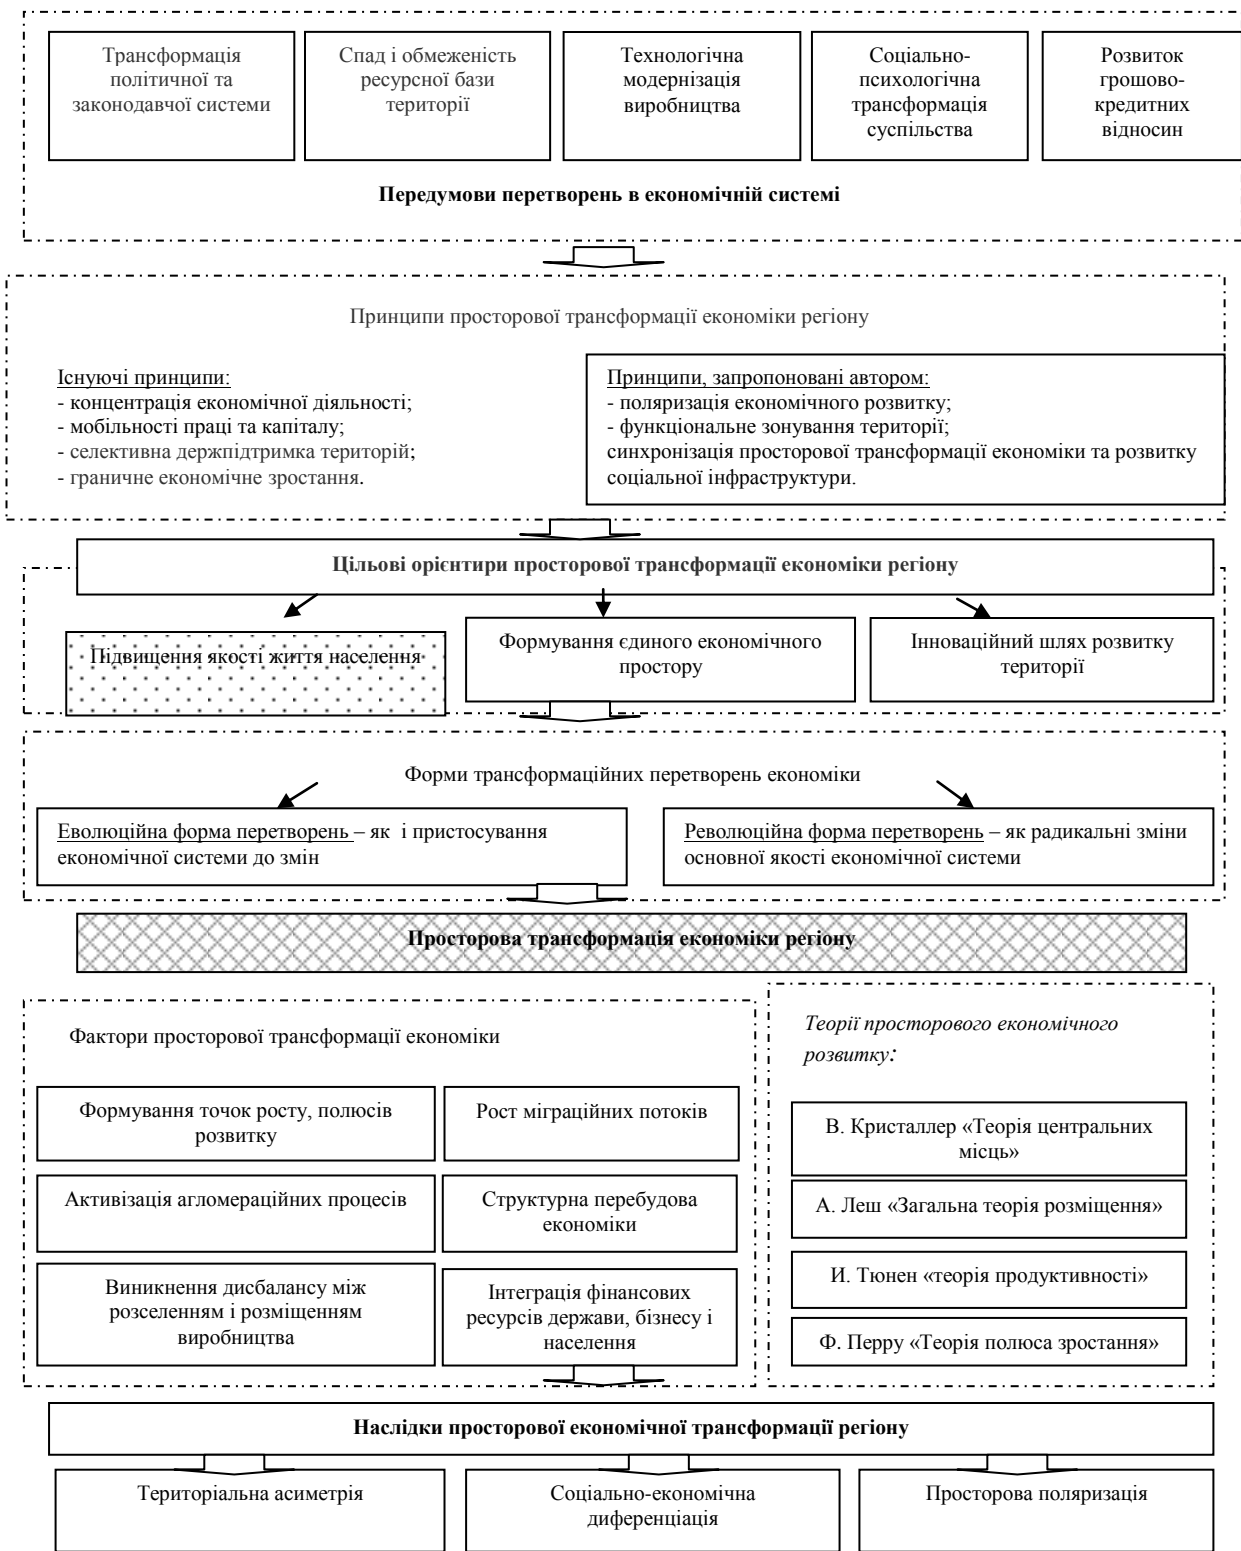 Трансформація
політичної та
законодавчої системи
Спад і обмеженість
ресурсної бази
території
Технологічна
модернізація
виробництва
Соціально-
психологічна
трансформація
суспільства
Розвиток
грошово-
кредитних
відносин
Передумови перетворень в економічній системі
Принципи просторової трансформації економіки регіону
Існуючі принципи:
- концентрація економічної діяльності;
- мобільності праці та капіталу;
- селективна держпідтримка територій;
- граничне економічне зростання.
Принципи, запропоновані автором:
- поляризація економічного розвитку;
- функціональне зонування території;
синхронізація просторової трансформації економіки та розвитку
соціальної інфраструктури.
Цільові орієнтири просторової трансформації економіки регіону
Підвищення якості життя населення
Формування єдиного економічного
простору
Інноваційний шлях розвитку
території
Форми трансформаційних перетворень економіки
Еволюційна форма перетворень – як і пристосування
економічної системи до змін
Революційна форма перетворень – як радикальні зміни
основної якості економічної системи
Просторова трансформація економіки регіону
Фактори просторової трансформації економіки
Формування точок росту, полюсів
розвитку
Рост міграційних потоків
Активізація агломераційних процесів
Структурна перебудова
економіки
Виникнення дисбалансу між
розселенням і розміщенням
виробництва
Інтеграція фінансових
ресурсів держави, бізнесу і
населення
Теорії просторового економічного
розвитку:
В. Кристаллер «Теорія центральних
місць»
А. Леш «Загальна теорія розміщення»
И. Тюнен «теорія продуктивності»
Ф. Перру «Теорія полюса зростання»
Наслідки просторової економічної трансформації регіону
Територіальна асиметрія
Соціально-економічна
диференціація
Просторова поляризація